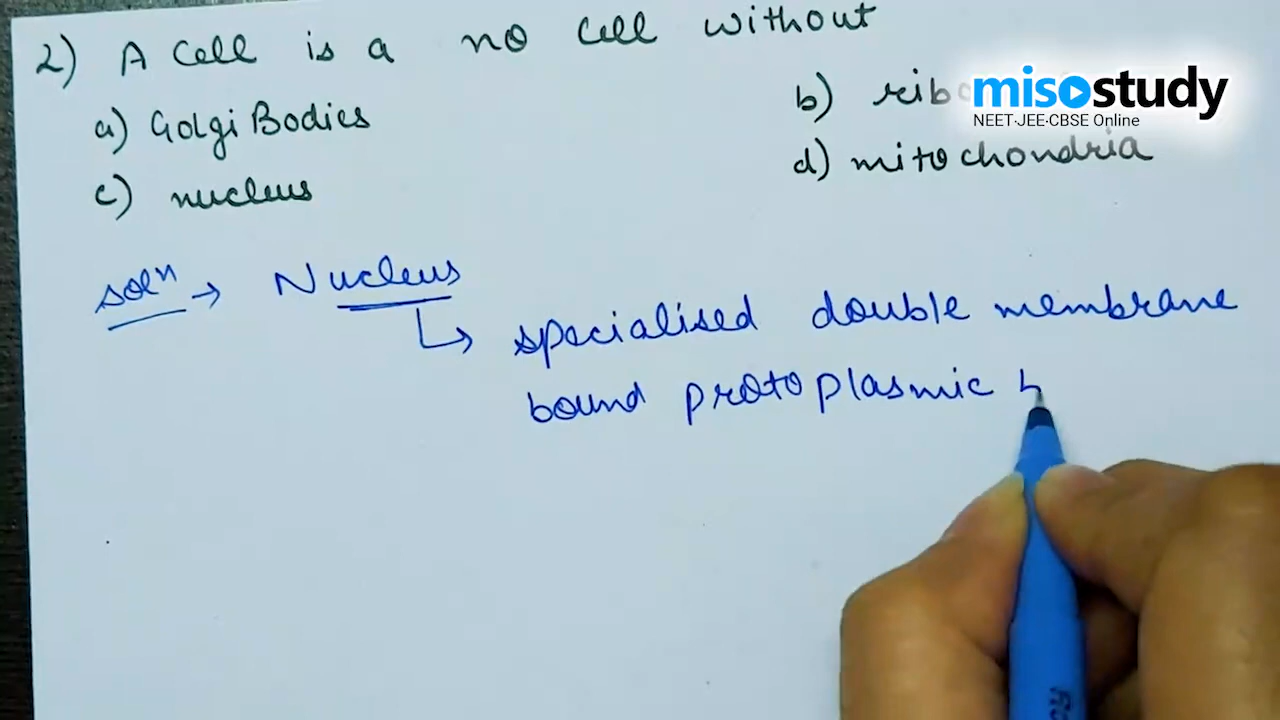 2) A Cell is a no Cell without
a) Golgi Bodies
b)
c) nucleus
d) mitochondria
misostudy
NEET-JEE-CBSE Online
soln → Nucleus
↳ specialised double membrane
bound protoplasmic